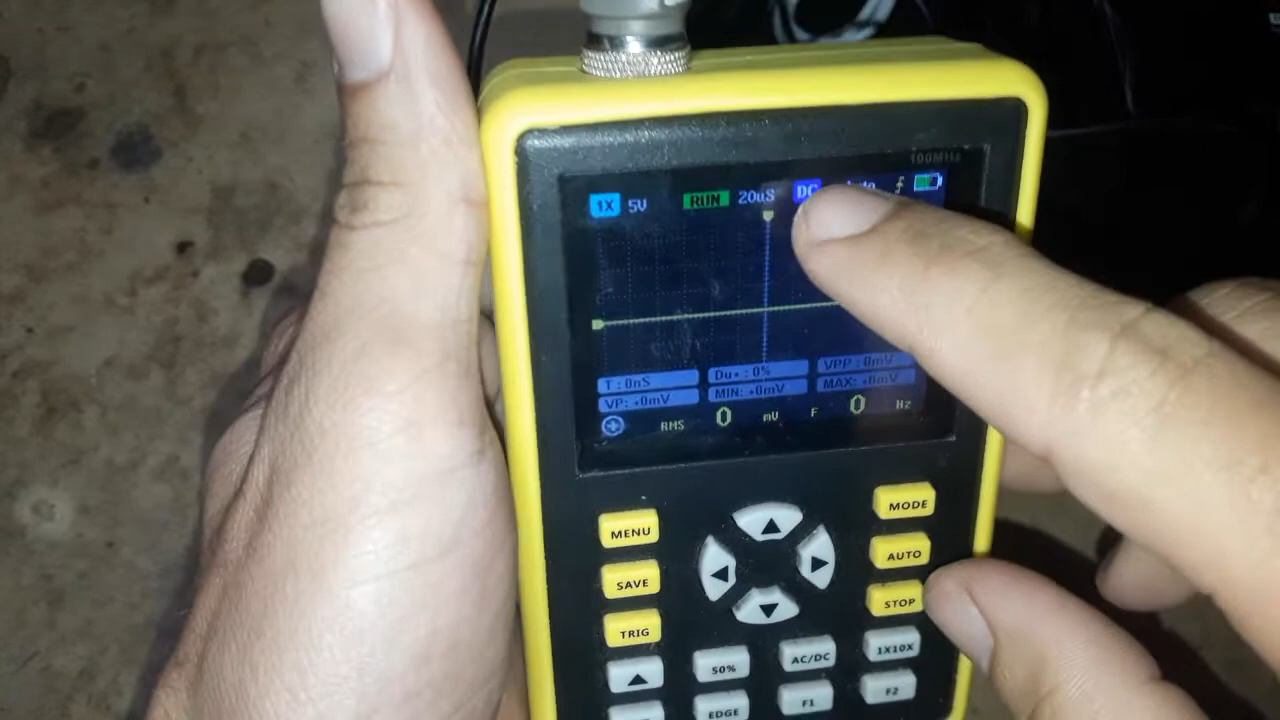 100MHz
1X 5V RUN 20uS DC
T : 0nS Du+ : 0% VPP : 0mV
VP: +0mV MIN: +0mV MAX: +0mV
RMS 0 mV F 0 Hz
MENU MODE
SAVE AUTO
TRIG STOP
50% AC/DC 1X10X
EDGE F1 F2